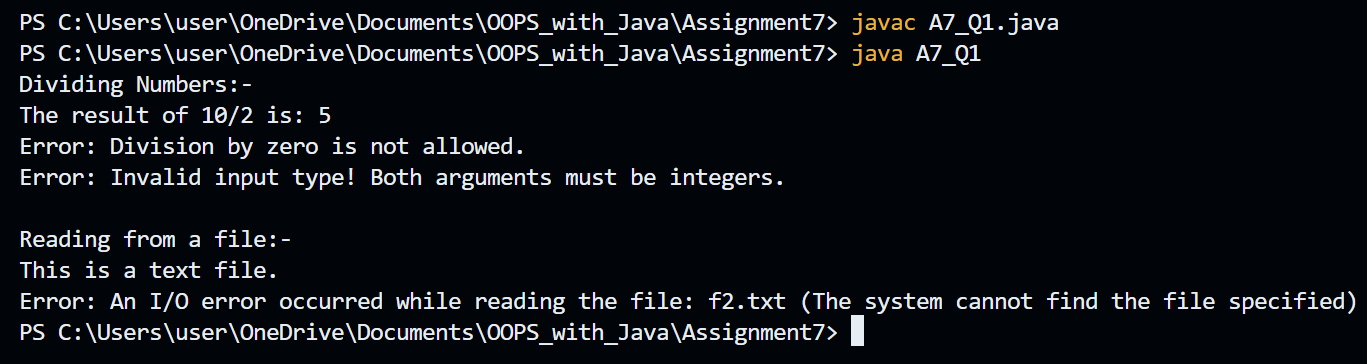 PS C:\Users\user\OneDrive\Documents\OOPS_with_Java\Assignment7> javac A7_Q1.java
PS C:\Users\user\OneDrive\Documents\OOPS_with_Java\Assignment7> java A7_Q1
Dividing Numbers:-
The result of 10/2 is: 5
Error: Division by zero is not allowed.
Error: Invalid input type! Both arguments must be integers.

Reading from a file:-
This is a text file.
Error: An I/O error occurred while reading the file: f2.txt (The system cannot find the file specified)
PS C:\Users\user\OneDrive\Documents\OOPS_with_Java\Assignment7>